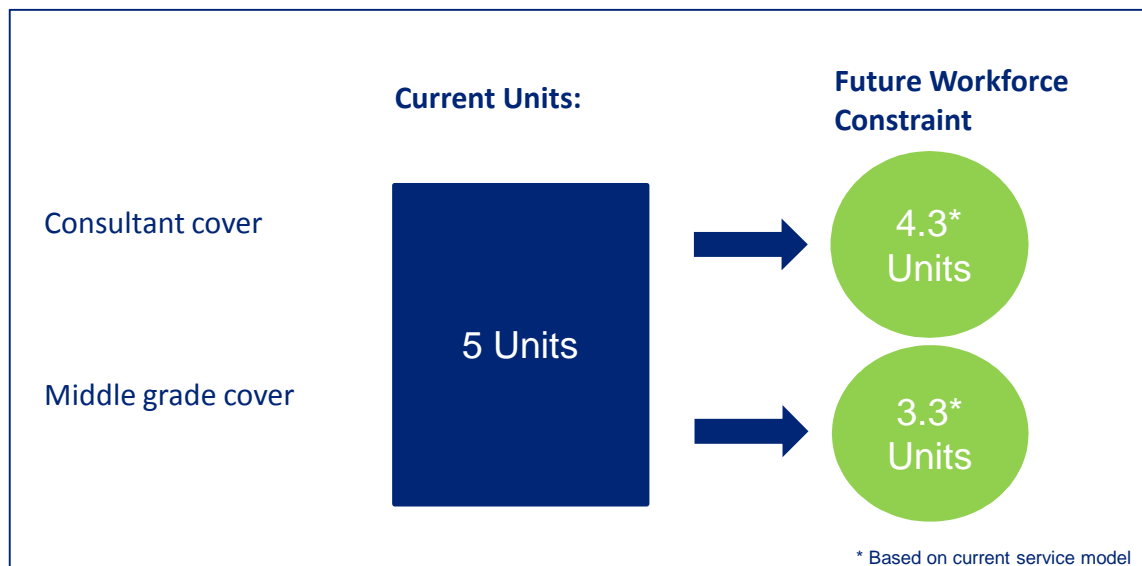 Current Units:
Future Workforce
Constraint
Consultant cover
4.3*
Units
5 Units
Middle grade cover
3.3*
Units
* Based on current service model